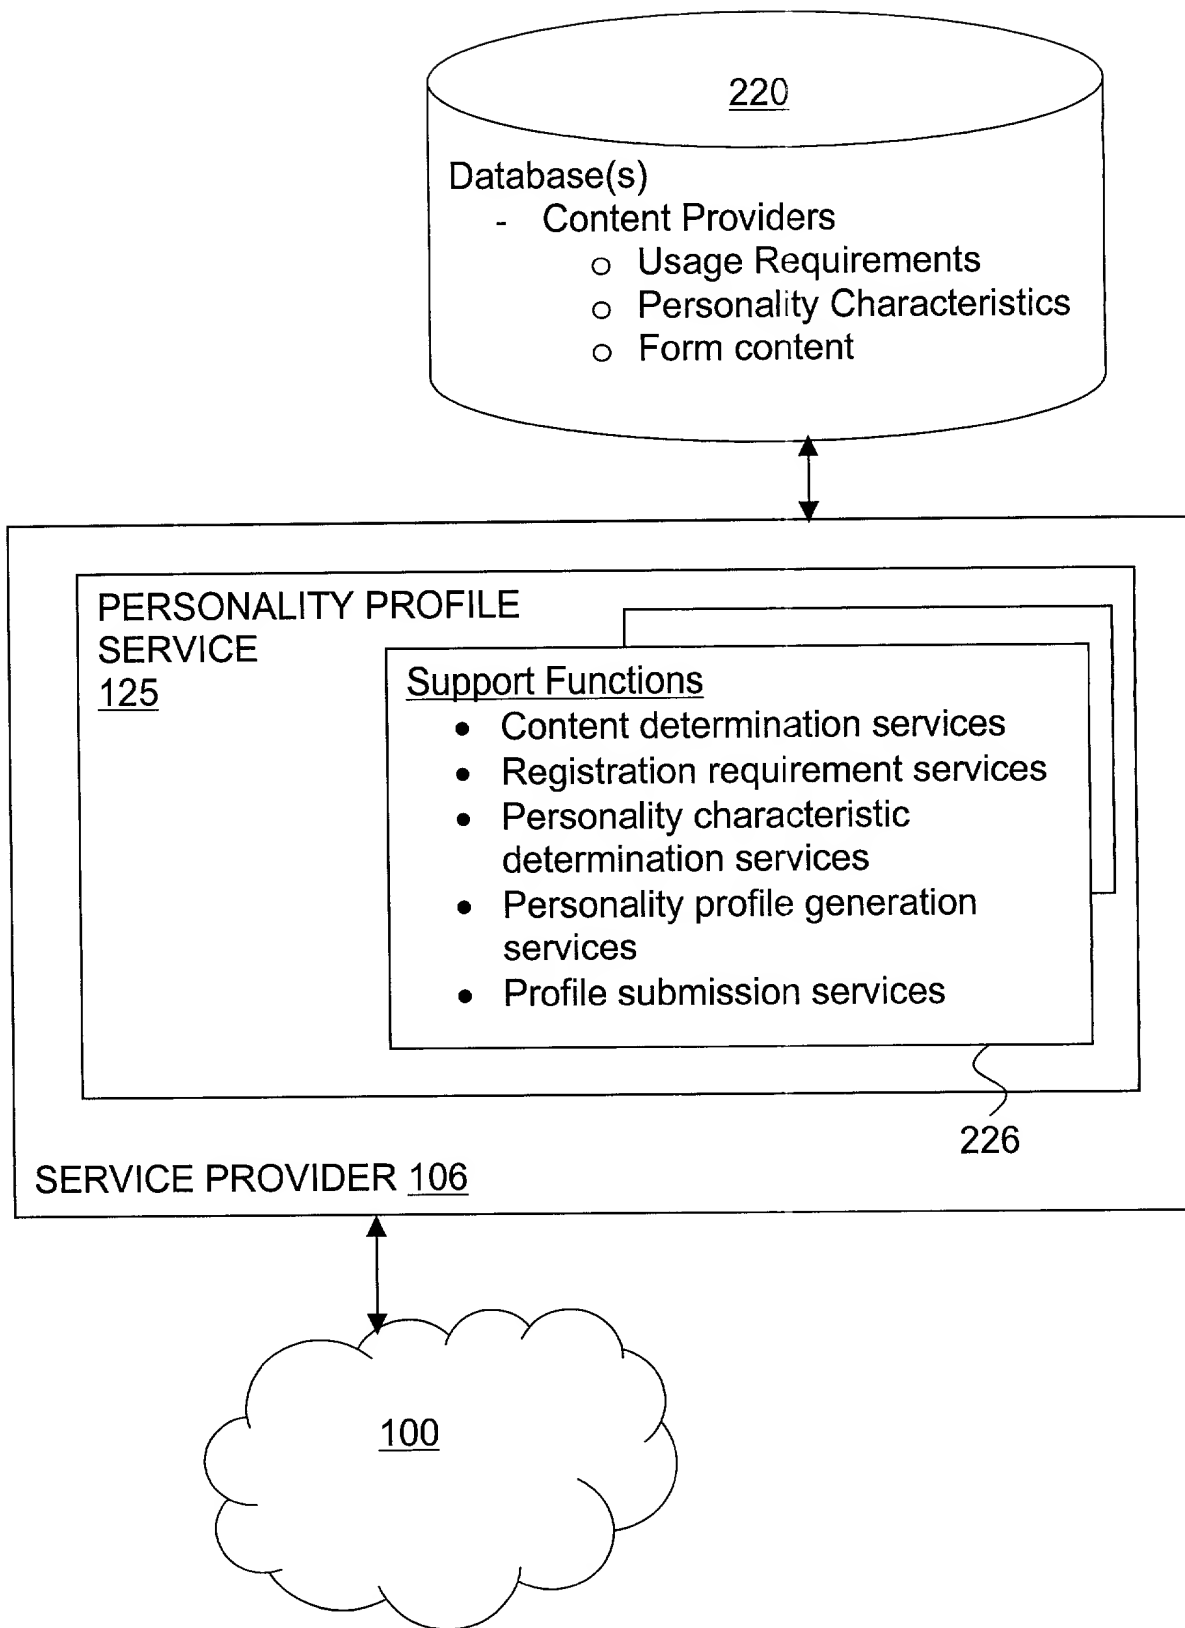 220
Database(s)
- Content Providers
o Usage Requirements
o Personality Characteristics
o Form content
PERSONALITY PROFILE
SERVICE
125
Support Functions
• Content determination services
• Registration requirement services
• Personality characteristic
determination services
• Personality profile generation
services
• Profile submission services
226
SERVICE PROVIDER 106
100